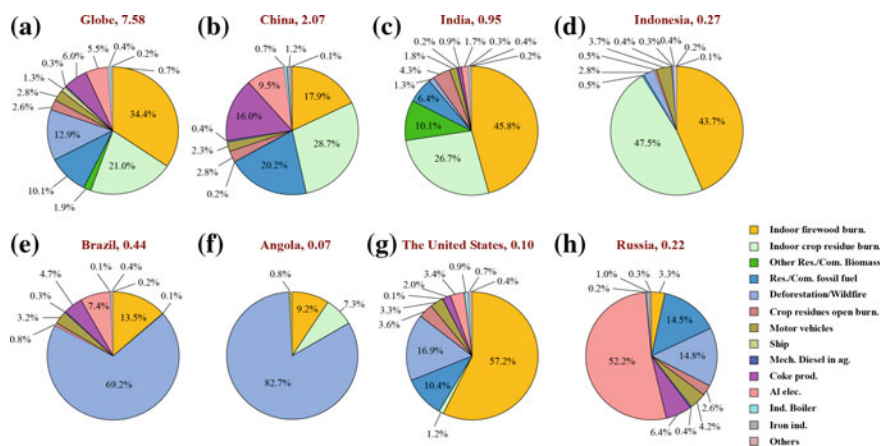 (a) Globe, 7.58
5.5% 0.4%
6.0% 0.2%
0.3% 0.7%
1.3%
2.8%
2.6%
12.9%
34.4%
21.0%
10.1%
1.9%
(b) China, 2.07
0.7% 1.2%
0.1%
9.5%
17.9%
16.0%
28.7%
0.4%
2.3%
2.8%
0.2%
20.2%
(c) India, 0.95
0.2% 0.9% 1.7% 0.3% 0.4%
1.8% 0.2%
4.3%
1.3%
6.4%
10.1%
45.8%
26.7%
(d) Indonesia, 0.27
3.7% 0.4% 0.3% 0.4% 0.2%
0.5% 0.1%
2.8%
0.5%
43.7%
47.5%
(e) Brazil, 0.44
4.7% 0.1% 0.4%
0.2%
0.3% 0.1%
7.4%
3.2%
13.5%
0.8%
69.2%
(f) Angola, 0.07
0.8%
9.2% 7.3%
82.7%
(g) The United States, 0.10
3.4% 0.9% 0.7%
2.0% 0.4%
0.1%
3.3%
3.6%
16.9%
57.2%
10.4%
1.2%
(h) Russia, 0.22
1.0% 0.3% 3.3%
0.2%
14.5%
52.2%
14.8%
2.6%
6.4% 0.4% 4.2%
Indoor firewood burn.
Indoor crop residue burn.
Other Res./Com. Biomass
Res./Com. fossil fuel
Deforestation/Wildfire
Crop residues open burn.
Motor vehicles
Ship
Mech. Diesel in ag.
Coke prod.
Al elec.
Ind. Boiler
Iron ind.
Others